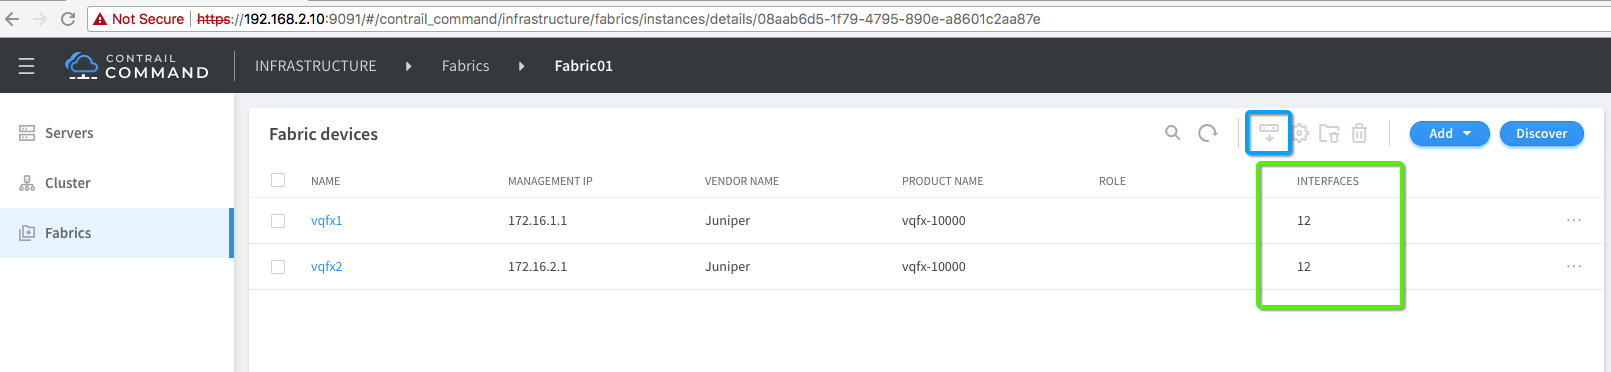 Not Secure https://192.168.2.10:9091/#/contrail_command/infrastructure/fabrics/instances/details/08aab6d5-1f79-4795-890e-a8601c2aa87e
CONTRAIL
COMMAND
INFRASTRUCTURE Fabrics Fabric01
Servers
Cluster
Fabrics
Fabric devices
Add Discover
NAME MANAGEMENT IP VENDOR NAME PRODUCT NAME ROLE INTERFACES
vqfx1 172.16.1.1 Juniper vqfx-10000 12
vqfx2 172.16.2.1 Juniper vqfx-10000 12